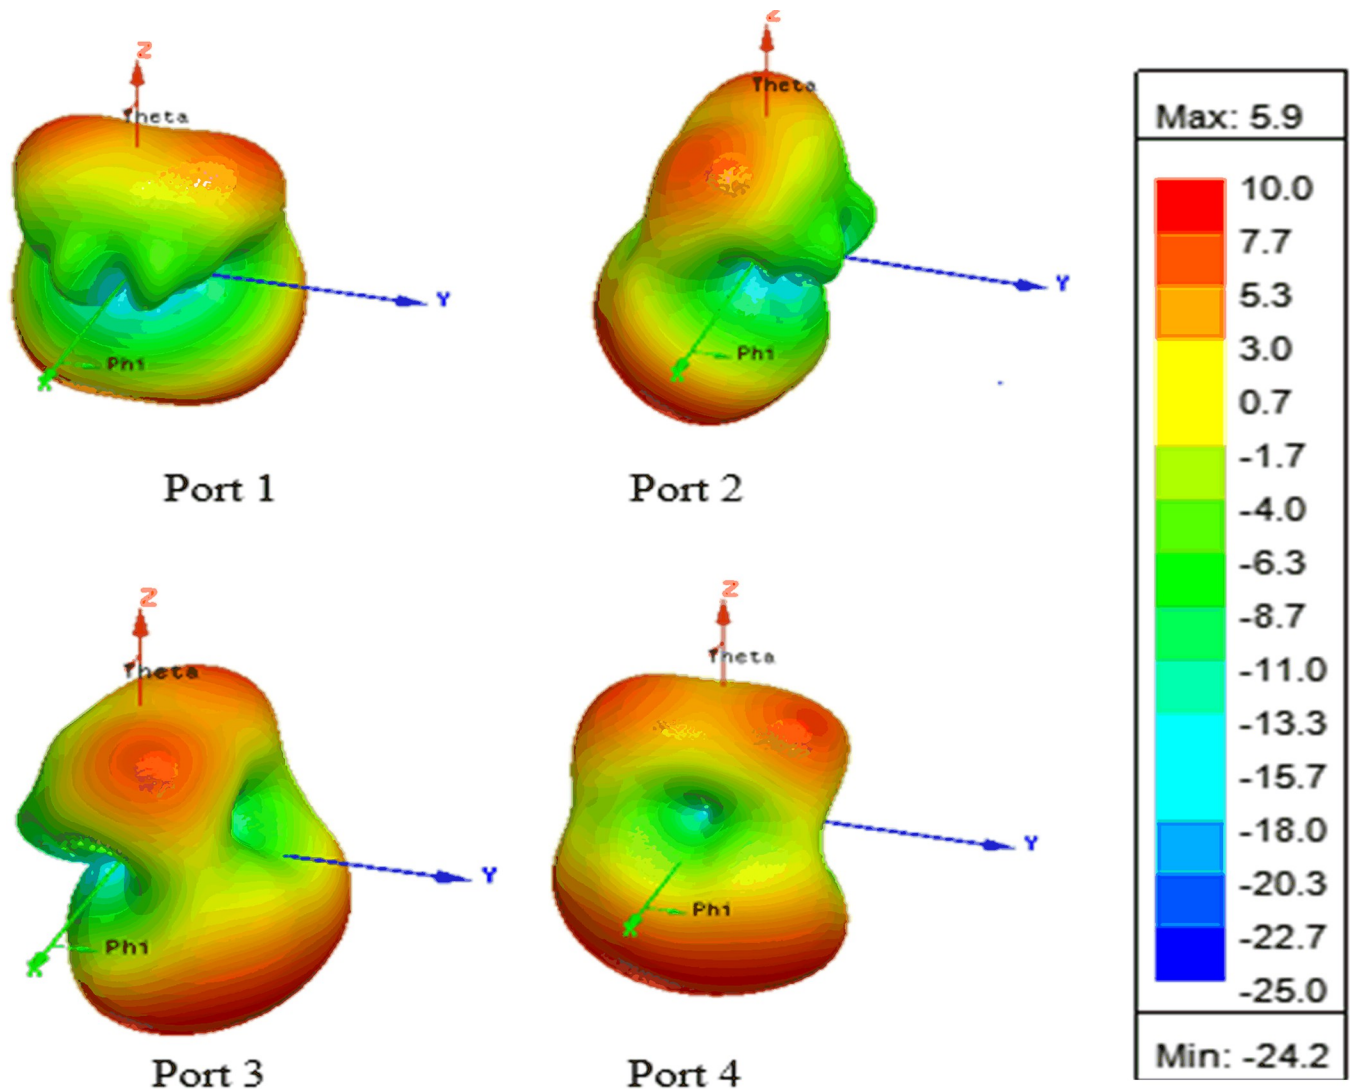 Z
Theta
Y
Phi
X
Port 1
Z
Theta
Y
Phi
X
Port 2
Z
Theta
Y
Phi
X
Port 3
Z
Theta
Y
Phi
X
Port 4
Max: 5.9
10.0
7.7
5.3
3.0
0.7
-1.7
-4.0
-6.3
-8.7
-11.0
-13.3
-15.7
-18.0
-20.3
-22.7
-25.0
Min: -24.2